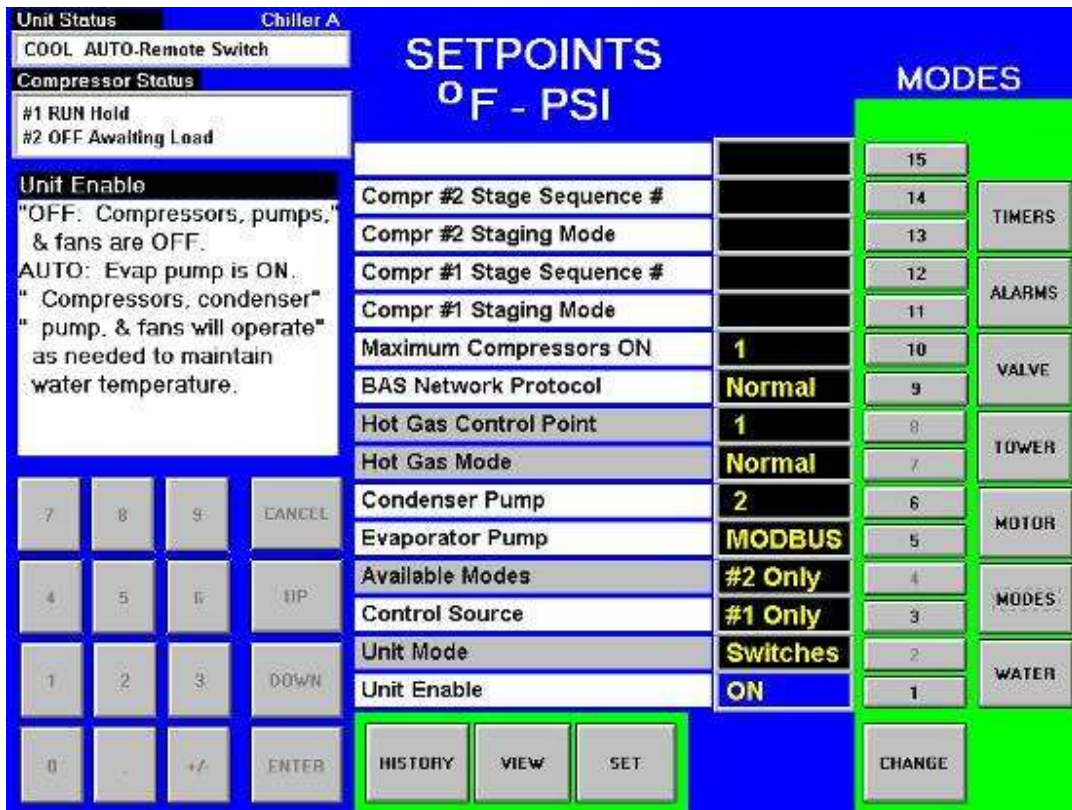 Unit Status Chiller A
COOL AUTO-Remote Switch
Compressor Status
#1 RUN Hold
#2 OFF Awaiting Load
SETPOINTS
°F - PSI
MODES
Unit Enable
"OFF: Compressors, pumps,"
& fans are OFF.
AUTO: Evap pump is ON.
" Compressors, condenser"
" pump, & fans will operate"
as needed to maintain
water temperature.
15
Compr #2 Stage Sequence # 14
Compr #2 Staging Mode 13
Compr #1 Stage Sequence # 12
Compr #1 Staging Mode 11
Maximum Compressors ON 1 10
BAS Network Protocol Normal 9
Hot Gas Control Point 1 8
Hot Gas Mode Normal 7
Condenser Pump 2 6
Evaporator Pump MODBUS 5
Available Modes #2 Only 4
Control Source #1 Only 3
Unit Mode Switches 2
Unit Enable ON 1
TIMERS
ALARMS
VALVE
TOWER
MOTOR
MODES
WATER
7 8 9 CANCEL
4 5 6 UP
1 2 3 DOWN
0 . +/- ENTER
HISTORY VIEW SET CHANGE